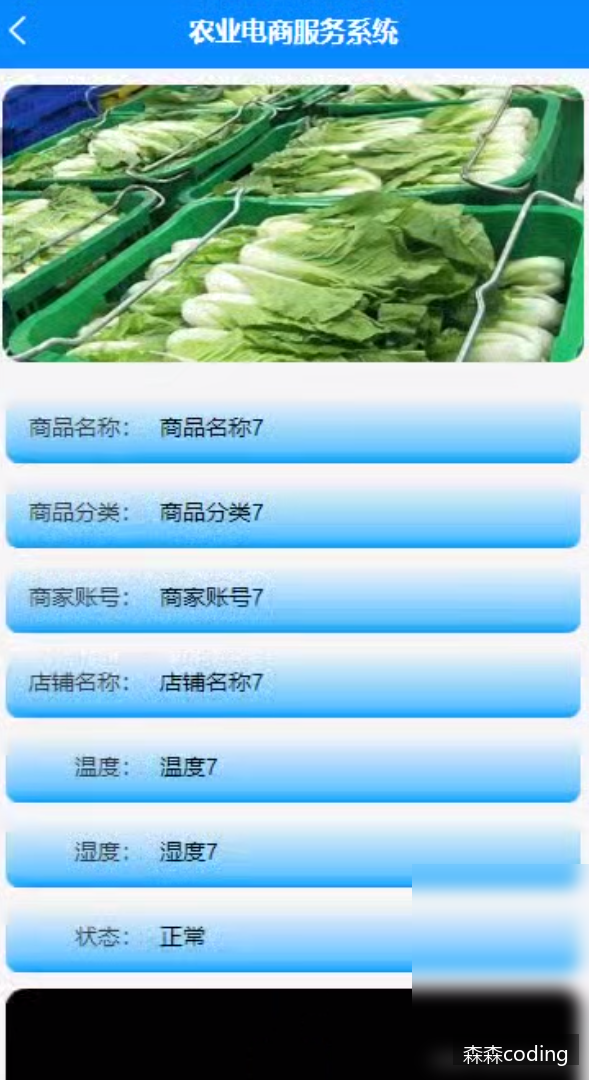 农业电商服务系统
商品名称： 商品名称7
商品分类： 商品分类7
商家账号： 商家账号7
店铺名称： 店铺名称7
温度： 温度7
湿度： 湿度7
状态： 正常
森森coding